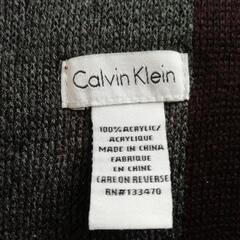 Calvin Klein
100% ACRYLIC/
ACRYLIQUE
MADE IN CHINA
FABRIQUE
EN CHINE
CARE ON REVERSE
RN#133470